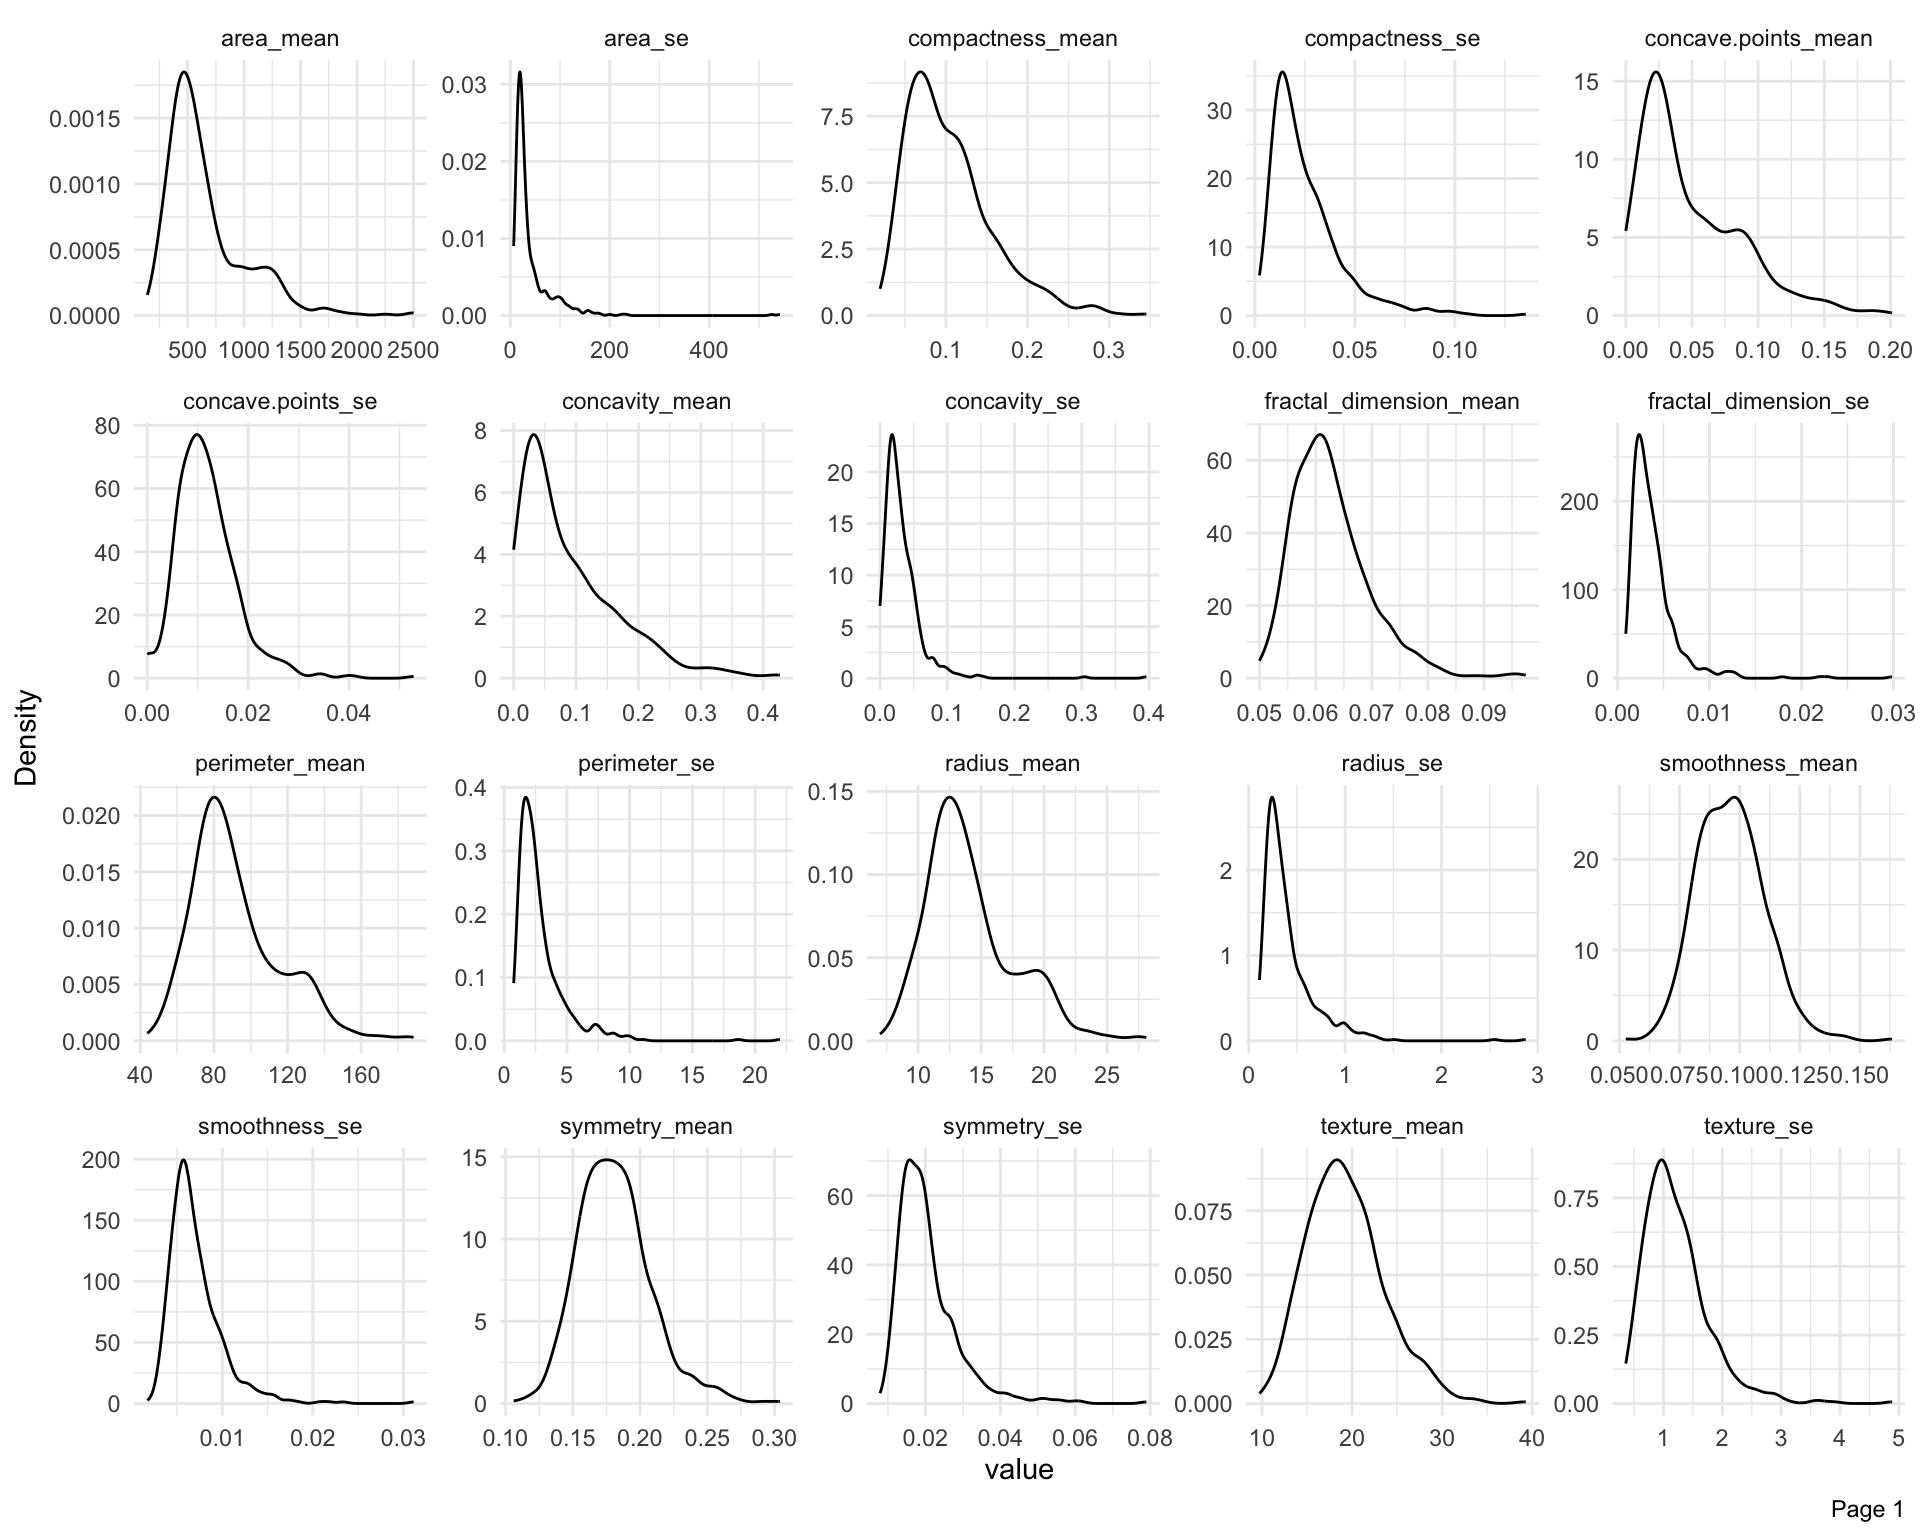 area_mean area_se compactness_mean compactness_se concave.points_mean
0.0015 0.0010 0.0005 0.0000
500 1000 1500 2000 2500
0.03 0.02 0.01 0.00
0 200 400
7.5 5.0 2.5 0.0
0.1 0.2 0.3
30 20 10 0
0.00 0.05 0.10
15 10 5 0
0.00 0.05 0.10 0.15 0.20
concave.points_se concavity_mean concavity_se fractal_dimension_mean fractal_dimension_se
80 60 40 20 0
0.00 0.02 0.04
8 6 4 2 0
0.0 0.1 0.2 0.3 0.4
20 15 10 5 0
0.0 0.1 0.2 0.3 0.4
60 40 20 0
0.05 0.06 0.07 0.08 0.09
200 100 0
0.00 0.01 0.02 0.03
Density
perimeter_mean perimeter_se radius_mean radius_se smoothness_mean
0.020 0.015 0.010 0.005 0.000
40 80 120 160
0.4 0.3 0.2 0.1 0.0
0 5 10 15 20
0.15 0.10 0.05 0.00
10 15 20 25
2 1 0
0 1 2 3
20 10 0
0.050 0.075 0.100 0.125 0.150
smoothness_se symmetry_mean symmetry_se texture_mean texture_se
200 150 100 50 0
0.01 0.02 0.03
15 10 5 0
0.10 0.15 0.20 0.25 0.30
60 40 20 0
0.02 0.04 0.06 0.08
0.075 0.050 0.025 0.000
10 20 30 40
0.75 0.50 0.25 0.00
1 2 3 4 5
value
Page 1